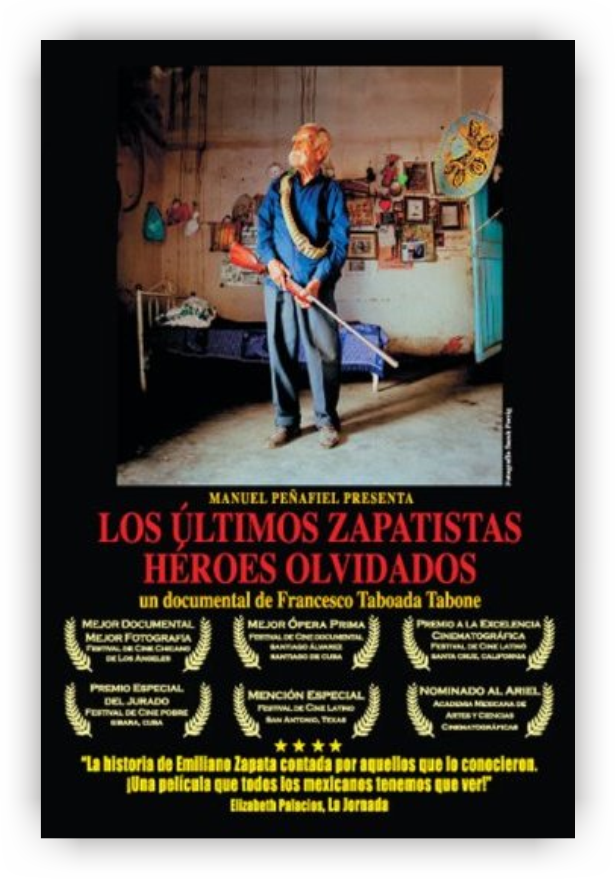 Fotografía
MANUEL PEÑAFIEL PRESENTA
LOS ÚLTIMOS ZAPATISTAS
HÉROES OLVIDADOS
un documental de Francesco Taboada Tabone
MEJOR DOCUMENTAL
MEJOR FOTOGRAFIA
FESTIVAL DE CINE CHICANO
DE LOS ANGELES
MEJOR ÓPERA PRIMA
FESTIVAL DE CINE DOCUMENTAL
SANTIAGO ÁLVAREZ
SANTIAGO DE CUBA
PREMIO A LA EXCELENCIA
CINEMATOGRÁFICA
FESTIVAL DE CINE LATINO
SANTA CRUZ, CALIFORNIA
PREMIO ESPECIAL
DEL JURADO
FESTIVAL DE CINE POBRE
GIBARA, CUBA
MENCIÓN ESPECIAL
FESTIVAL DE CINE LATINO
SAN ANTONIO, TEXAS
NOMINADO AL ARIEL
ACADEMIA MEXICANA DE
ARTES Y CIENCIAS
CINEMATOGRÁFICAS
"La historia de Emiliano Zapata contada por aquellos que lo conocieron.
¡Una película que todos los mexicanos tenemos que ver!"
Elizabeth Palacios, La Jornada